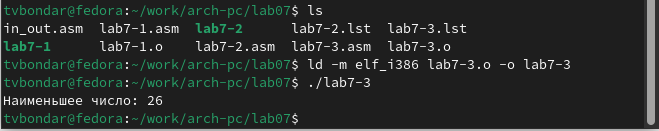 tvbondar@fedora:~/work/arch-pc/lab07$ ls
in_out.asm lab7-1.asm lab7-2 lab7-2.lst lab7-3.lst
lab7-1 lab7-1.o lab7-2.asm lab7-3.asm lab7-3.o
tvbondar@fedora:~/work/arch-pc/lab07$ ld -m elf_i386 lab7-3.o -o lab7-3
tvbondar@fedora:~/work/arch-pc/lab07$ ./lab7-3
Наименьшее число: 26
tvbondar@fedora:~/work/arch-pc/lab07$